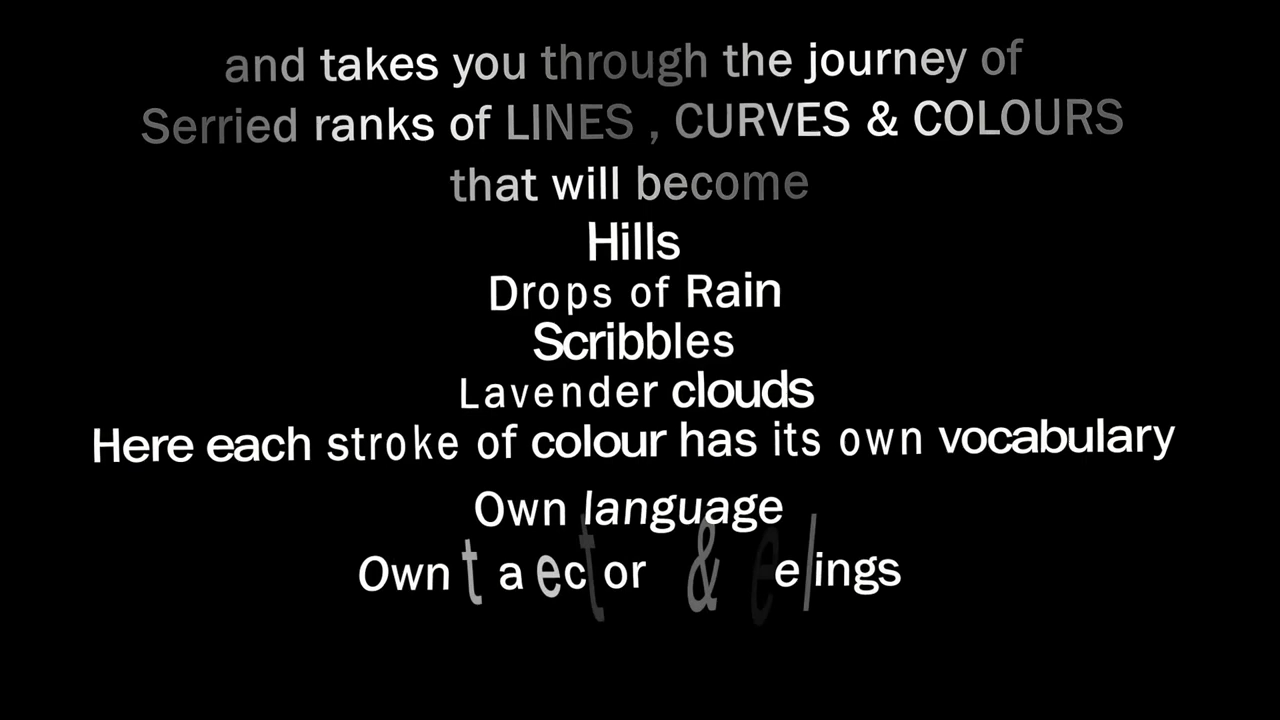 and takes you through the journey of
Serried ranks of LINES , CURVES & COLOURS
that will become
Hills
Drops of Rain
Scribbles
Lavender clouds
Here each stroke of colour has its own vocabulary
Own language
Own &